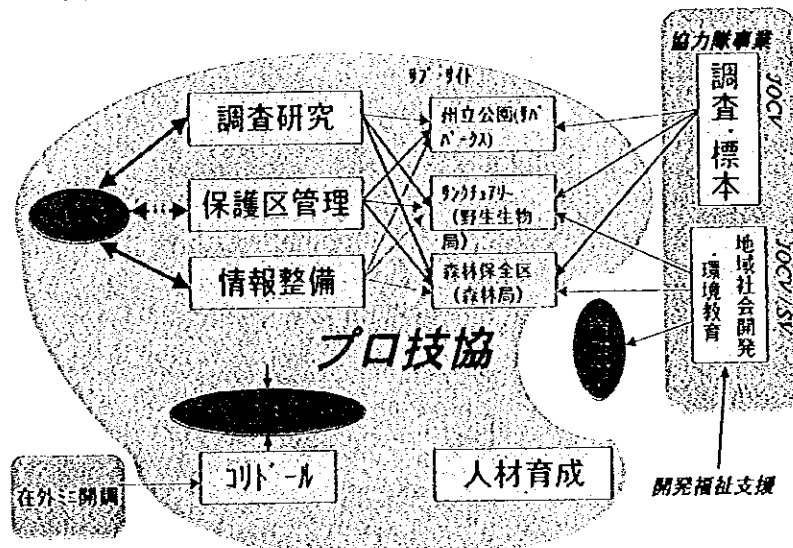 協力隊事業
サブ・サイト
調査・標本
JOCV
調査研究
州立公園(サバ
パークス)
保護区管理
サンクチュアリー
(野生生物
局)
情報整備
森林保全区
(森林局)
地域社会開発
・環境教育
JOCV/SV
プロ技協
コリドール
人材育成
在外ミニ開調
開発福祉支援